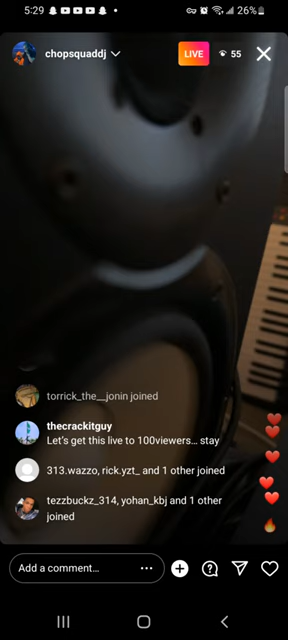 5:29
26%
chopsquaddj
LIVE
55
torrick_the__jonin joined
thecrackitguy
Let's get this live to 100viewers... stay
313.wazzo, rick.yzt_ and 1 other joined
tezzbuckz_314, yohan_kbj and 1 other
joined
Add a comment...